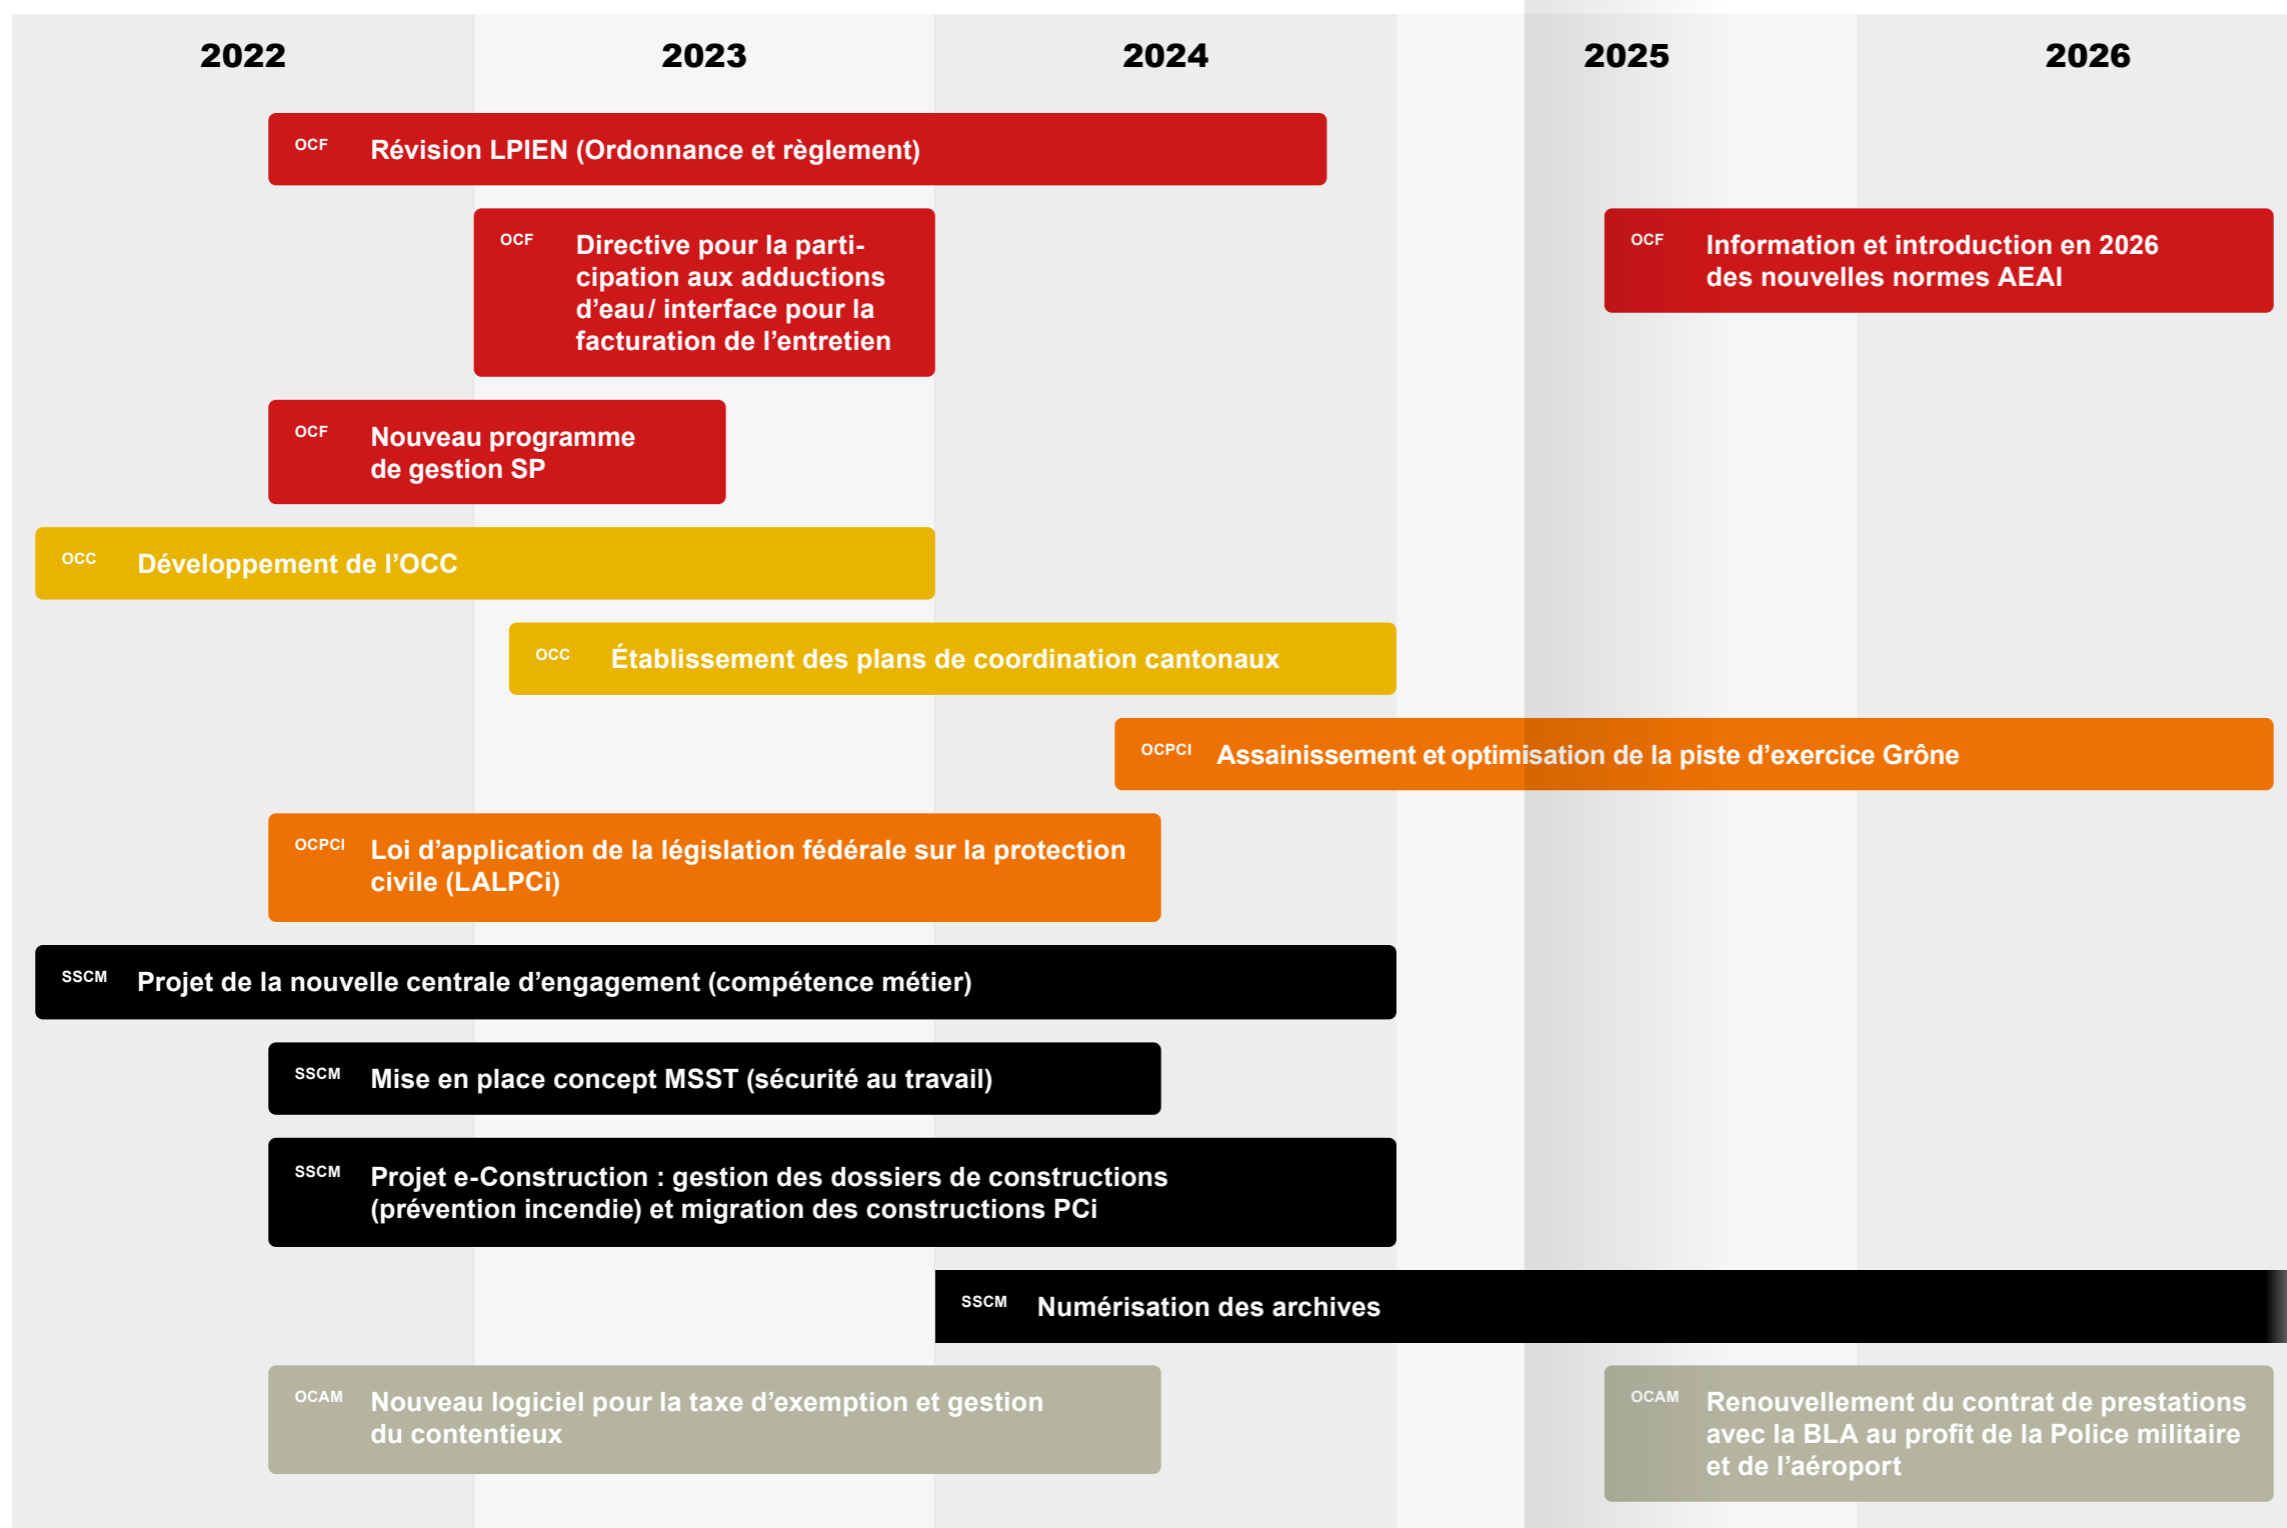 2022 2023 2024 2025 2026
OCF Révision LPIEN (Ordonnance et règlement)
OCF Directive pour la parti-
cipation aux adductions
d’eau / interface pour la
facturation de l’entretien
OCF Information et introduction en 2026
des nouvelles normes AEAI
OCF Nouveau programme
de gestion SP
OCC Développement de l’OCC
OCC Établissement des plans de coordination cantonaux
OCPCI Assainissement et optimisation de la piste d’exercice Grône
OCPCI Loi d’application de la législation fédérale sur la protection
civile (LALPCi)
SSCM Projet de la nouvelle centrale d’engagement (compétence métier)
SSCM Mise en place concept MSST (sécurité au travail)
SSCM Projet e-Construction : gestion des dossiers de constructions
(prévention incendie) et migration des constructions PCi
SSCM Numérisation des archives
OCAM Nouveau logiciel pour la taxe d’exemption et gestion
du contentieux
OCAM Renouvellement du contrat de prestations
avec la BLA au profit de la Police militaire
et de l’aéroport